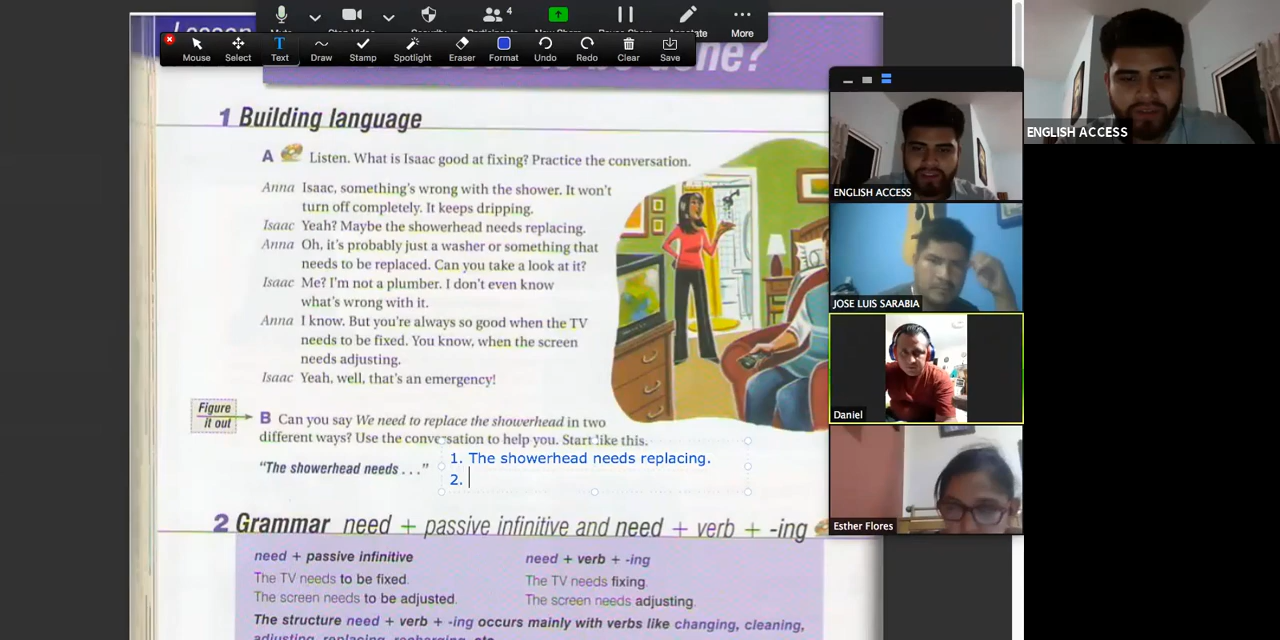 4
More
Mouse
Select
Text
Draw
Stamp
Spotlight
Eraser
Format
Undo
Redo
Clear
Save
done?
1 Building language
A Listen. What is Isaac good at fixing? Practice the conversation.
Anna Isaac, something's wrong with the shower. It won't
turn off completely. It keeps dripping.
Isaac Yeah? Maybe the showerhead needs replacing.
Anna Oh, it's probably just a washer or something that
needs to be replaced. Can you take a look at it?
Isaac Me? I'm not a plumber. I don't even know
what's wrong with it.
Anna I know. But you're always so good when the TV
needs to be fixed. You know, when the screen
needs adjusting.
Isaac Yeah, well, that's an emergency!
Figure
it out
B Can you say We need to replace the showerhead in two
different ways? Use the conversation to help you. Start like this.
"The showerhead needs . . ."
1. The showerhead needs replacing.
2.
2 Grammar need + passive infinitive and need + verb + -ing
need + passive infinitive
The TV needs to be fixed.
The screen needs to be adjusted.
need + verb + -ing
The TV needs fixing.
The screen needs adjusting.
The structure need + verb + -ing occurs mainly with verbs like changing, cleaning,
adjusting, replacing, recharging, etc.
ENGLISH ACCESS
JOSE LUIS SARABIA
Daniel
Esther Flores
ENGLISH ACCESS